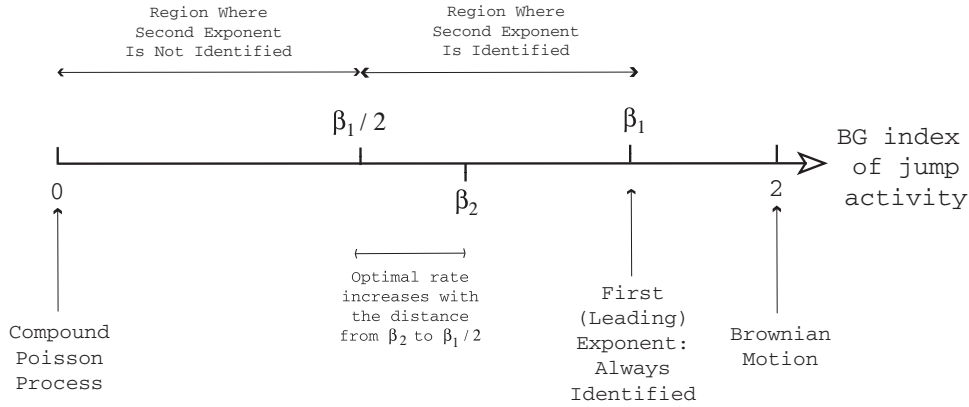 Region Where
Second Exponent
Is Not Identified
Region Where
Second Exponent
Is Identified
β₁ / 2
β₁
BG index
of jump
activity
0
β₂
2
Optimal rate
increases with
the distance
from β₂ to β₁ / 2
Compound
Poisson
Process
First
(Leading)
Exponent:
Always
Identified
Brownian
Motion